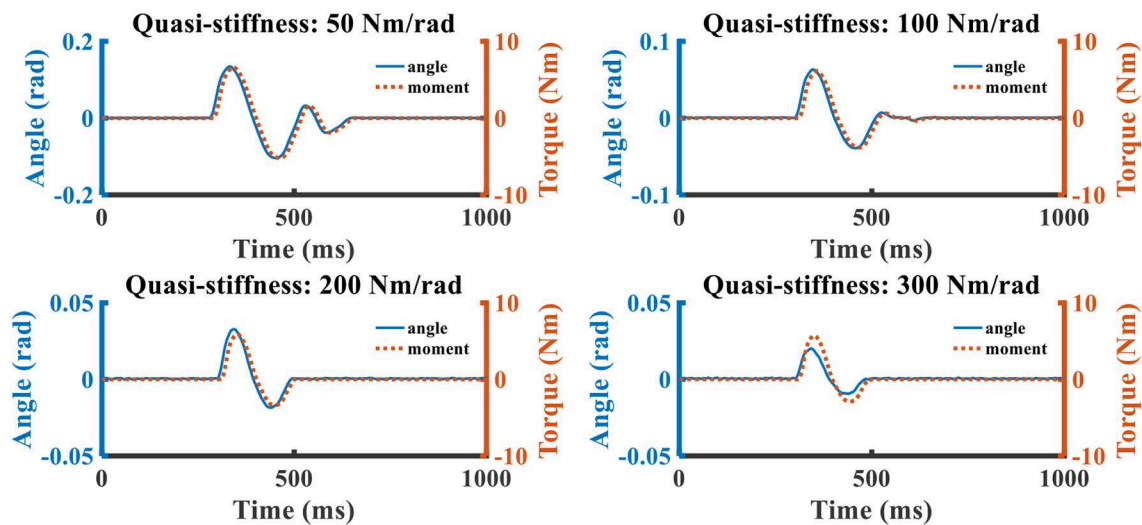 Quasi-stiffness: 50 Nm/rad
Angle (rad)
0.2
0
-0.2
angle
moment
10
0
-10
Torque (Nm)
0
500
1000
Time (ms)
Quasi-stiffness: 100 Nm/rad
Angle (rad)
0.1
0
-0.1
angle
moment
10
0
-10
Torque (Nm)
0
500
1000
Time (ms)
Quasi-stiffness: 200 Nm/rad
Angle (rad)
0.05
0
-0.05
angle
moment
10
0
-10
Torque (Nm)
0
500
1000
Time (ms)
Quasi-stiffness: 300 Nm/rad
Angle (rad)
0.05
0
-0.05
angle
moment
10
0
-10
Torque (Nm)
0
500
1000
Time (ms)